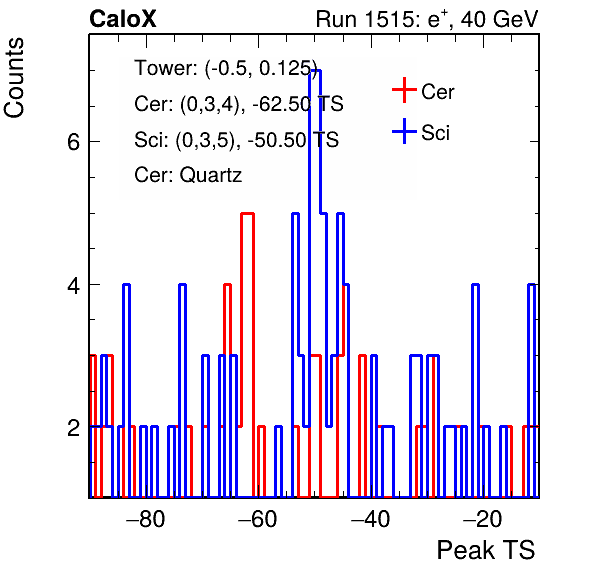 CaloX Run 1515: e+, 40 GeV
Counts
Tower: (-0.5, 0.125)
Cer: (0,3,4), -62.50 TS
Sci: (0,3,5), -50.50 TS
Cer: Quartz
Cer
Sci
6
4
2
−80 −60 −40 −20
Peak TS